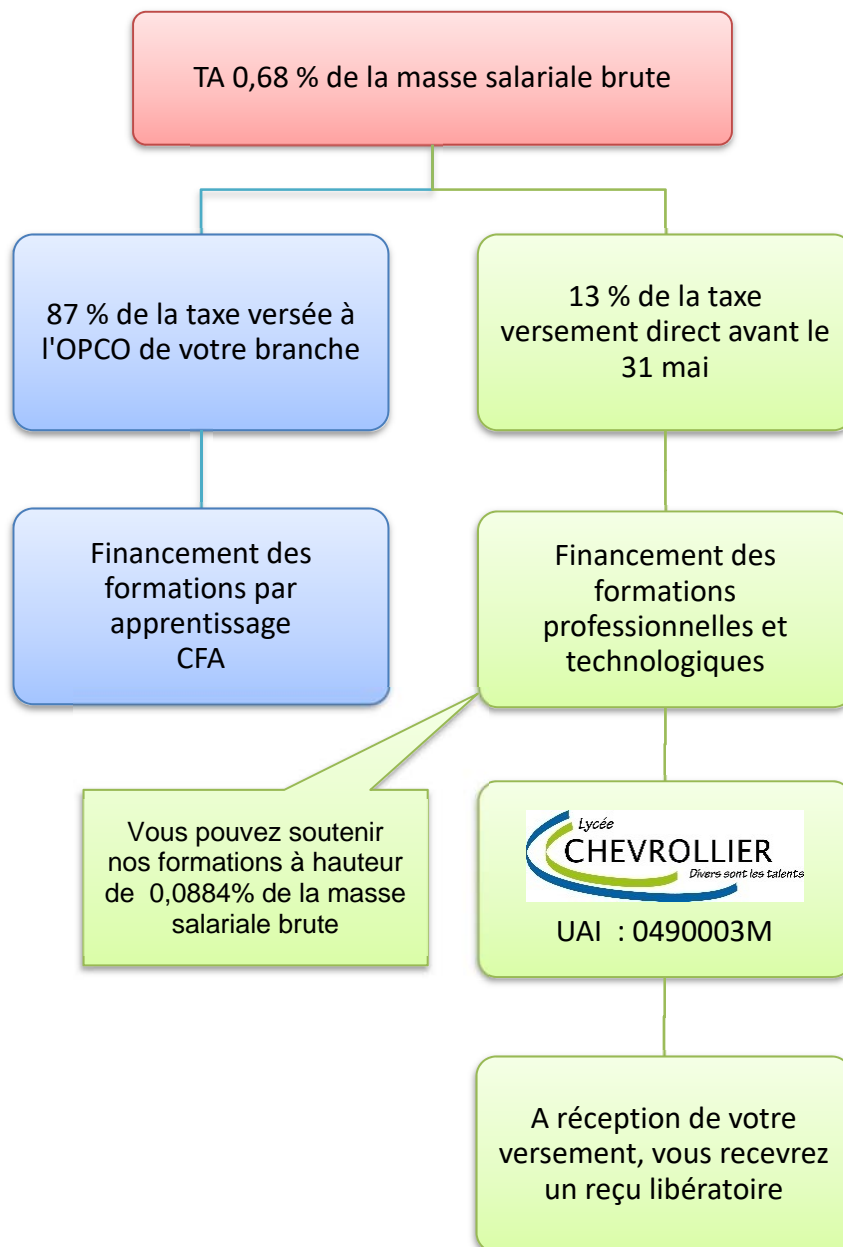 TA 0,68 % de la masse salariale brute
87 % de la taxe versée à
l'OPCO de votre branche
13 % de la taxe
versement direct avant le
31 mai
Financement des
formations par
apprentissage
CFA
Financement des
formations
professionnelles et
technologiques
Vous pouvez soutenir
nos formations à hauteur
de 0,0884% de la masse
salariale brute
Lycée
CHEVROLLIER
Divers sont les talents
UAI : 0490003M
A réception de votre
versement, vous recevrez
un reçu libératoire